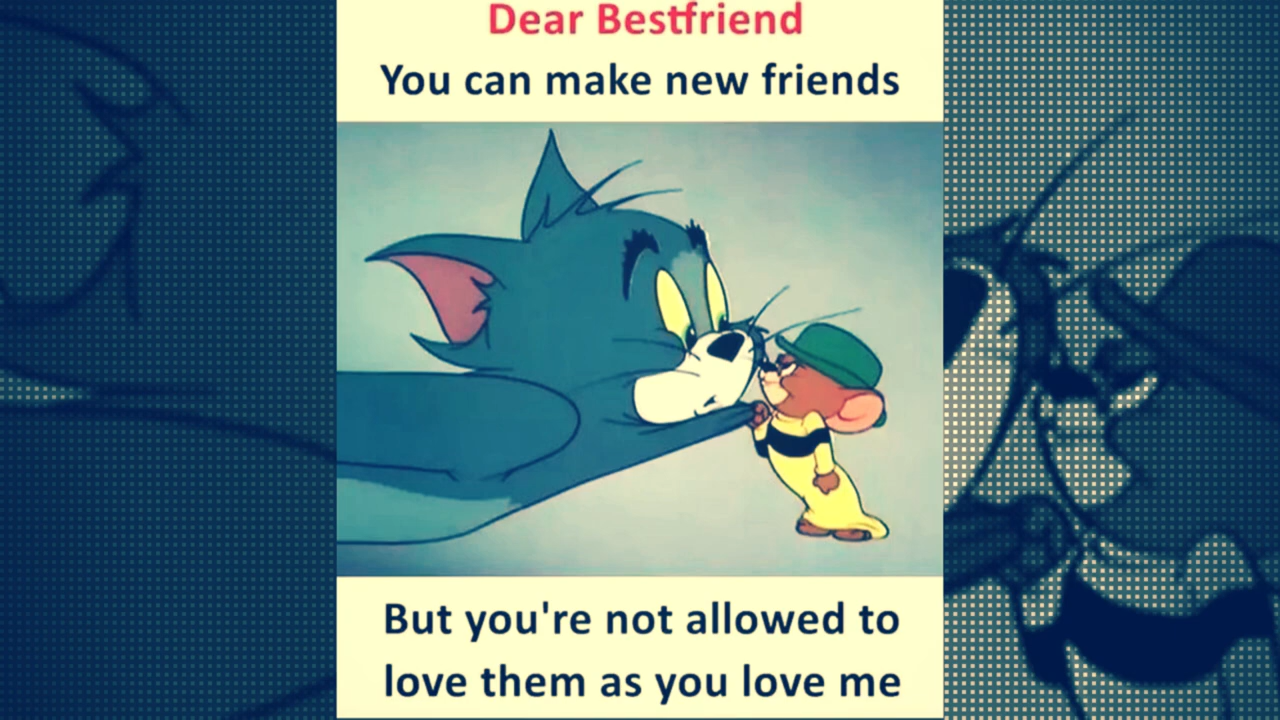 Dear Bestfriend
You can make new friends
But you're not allowed to
love them as you love me